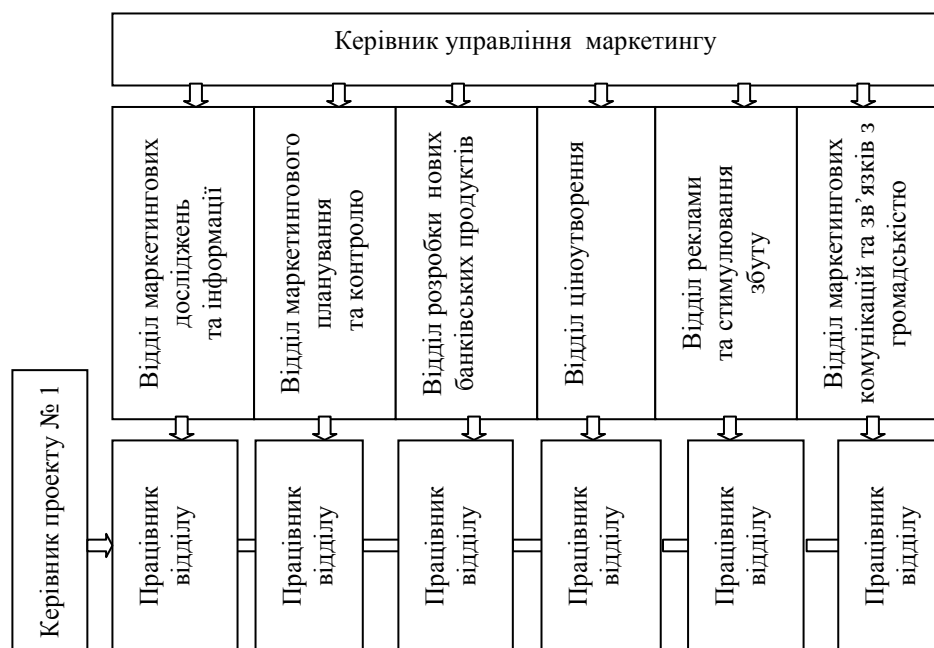 Керівник управління маркетингу
Відділ маркетингових
досліджень
та інформації
Відділ маркетингового
планування
та контролю
Відділ розробки нових
банківських продуктів
Відділ ціноутворення
Відділ реклами
та стимулювання
збуту
Відділ маркетингових
комунікацій та зв’язків з
громадськістю
Керівник проекту № 1
Працівник
відділу
Працівник
відділу
Працівник
відділу
Працівник
відділу
Працівник
відділу
Працівник
відділу